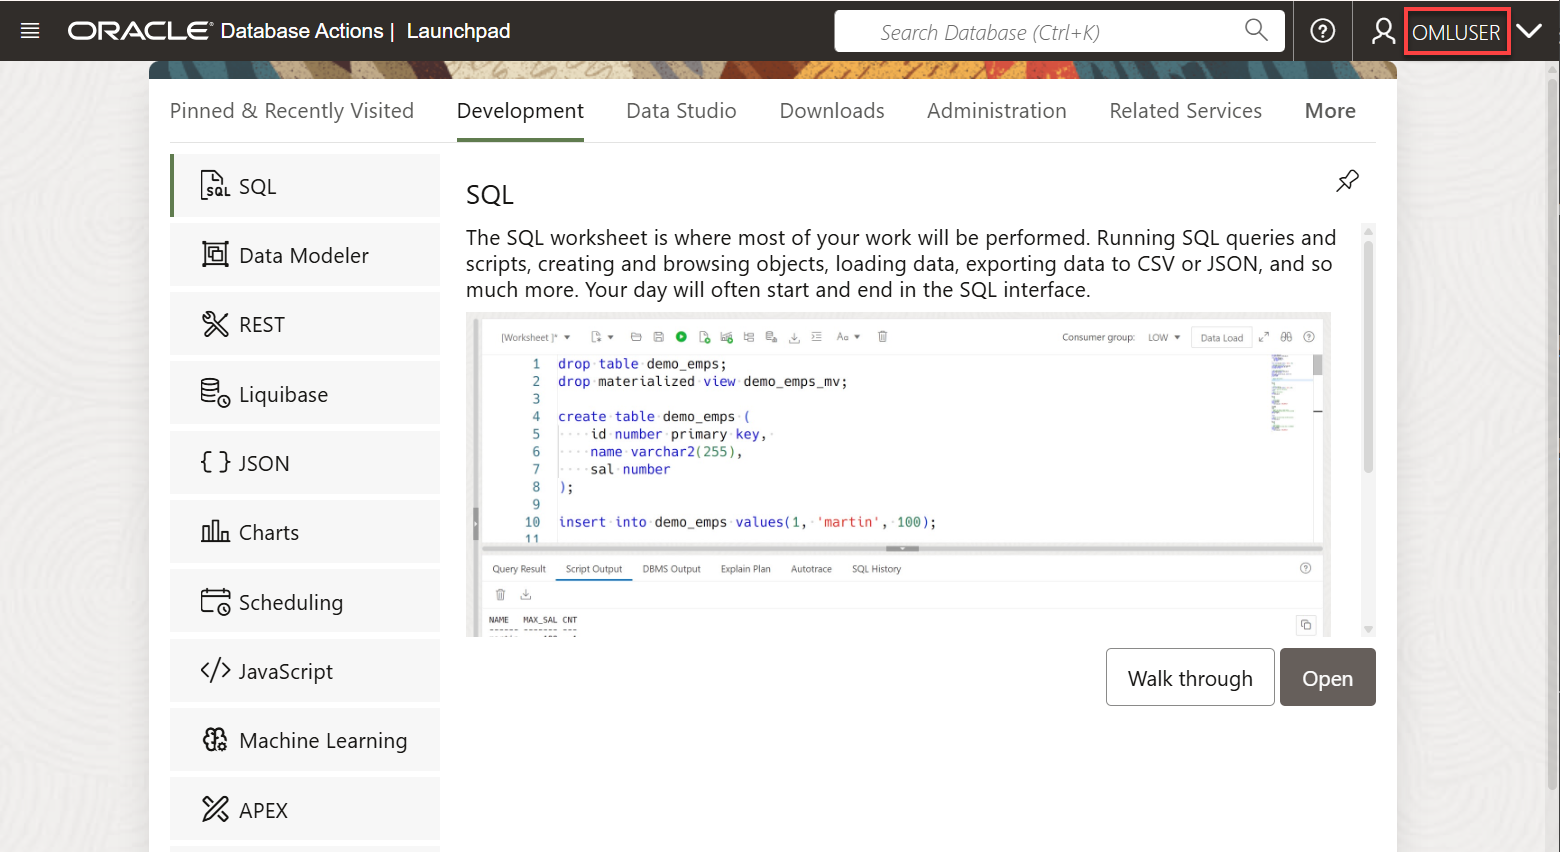 ORACLE Database Actions | Launchpad
Search Database (Ctrl+K)
OMLUSER
Pinned & Recently Visited
Development
Data Studio
Downloads
Administration
Related Services
More
SQL
Data Modeler
REST
Liquibase
JSON
Charts
Scheduling
JavaScript
Machine Learning
APEX
SQL
The SQL worksheet is where most of your work will be performed. Running SQL queries and
scripts, creating and browsing objects, loading data, exporting data to CSV or JSON, and so
much more. Your day will often start and end in the SQL interface.
[Worksheet ]*
Aa
Consumer group: LOW
Data Load
1 drop table demo_emps;
2 drop materialized view demo_emps_mv;
3
4 create table demo_emps (
5 ····id number primary key,
6 ····name varchar2(255),
7 ····sal number
8 );
9
10 insert into demo_emps values(1, 'martin', 100);
11
Query Result
Script Output
DBMS Output
Explain Plan
Autotrace
SQL History
NAME MAX_SAL CNT
------ ------- ---
Walk through
Open